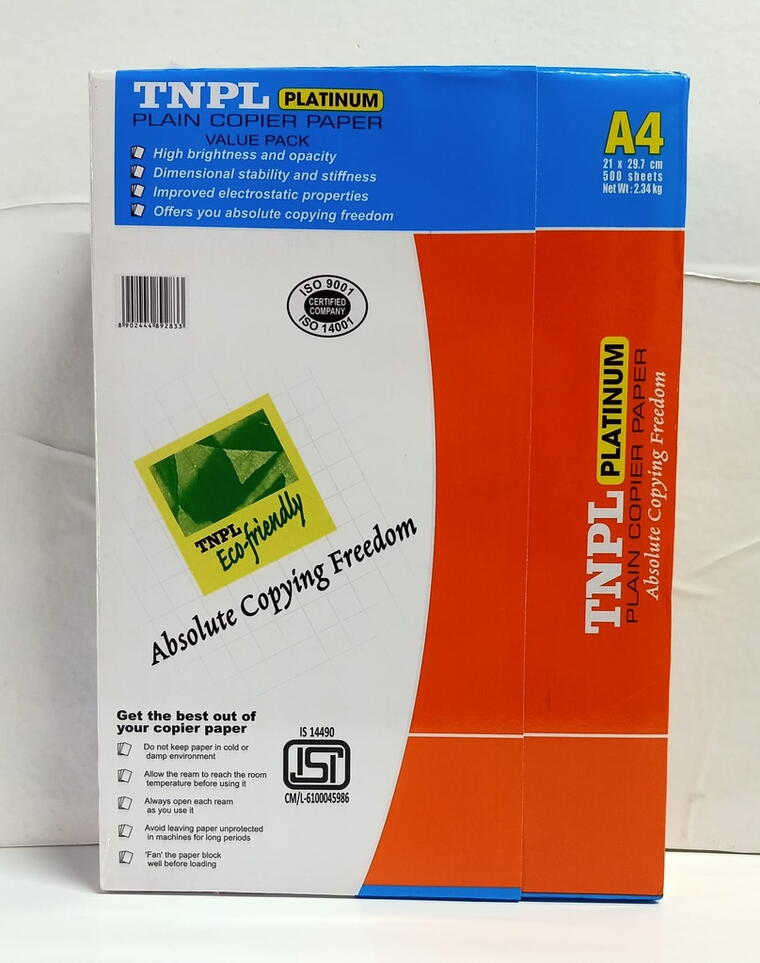 TNPL PLATINUM
PLAIN COPIER PAPER
VALUE PACK
High brightness and opacity
Dimensional stability and stiffness
Improved electrostatic properties
Offers you absolute copying freedom
A4
21 x 29.7 cm
500 sheets
Net Wt : 2.34 kg
8 902444 892833
ISO 9001
CERTIFIED
COMPANY
ISO 14001
TNPL
Eco-friendly
Absolute Copying Freedom
TNPL PLATINUM
PLAIN COPIER PAPER
Absolute Copying Freedom
Get the best out of
your copier paper
Do not keep paper in cold or
damp environment
Allow the ream to reach the room
temperature before using it
Always open each ream
as you use it
Avoid leaving paper unprotected
in machines for long periods
'Fan' the paper block
well before loading
IS 14490
ISI
CM/L-6100045986